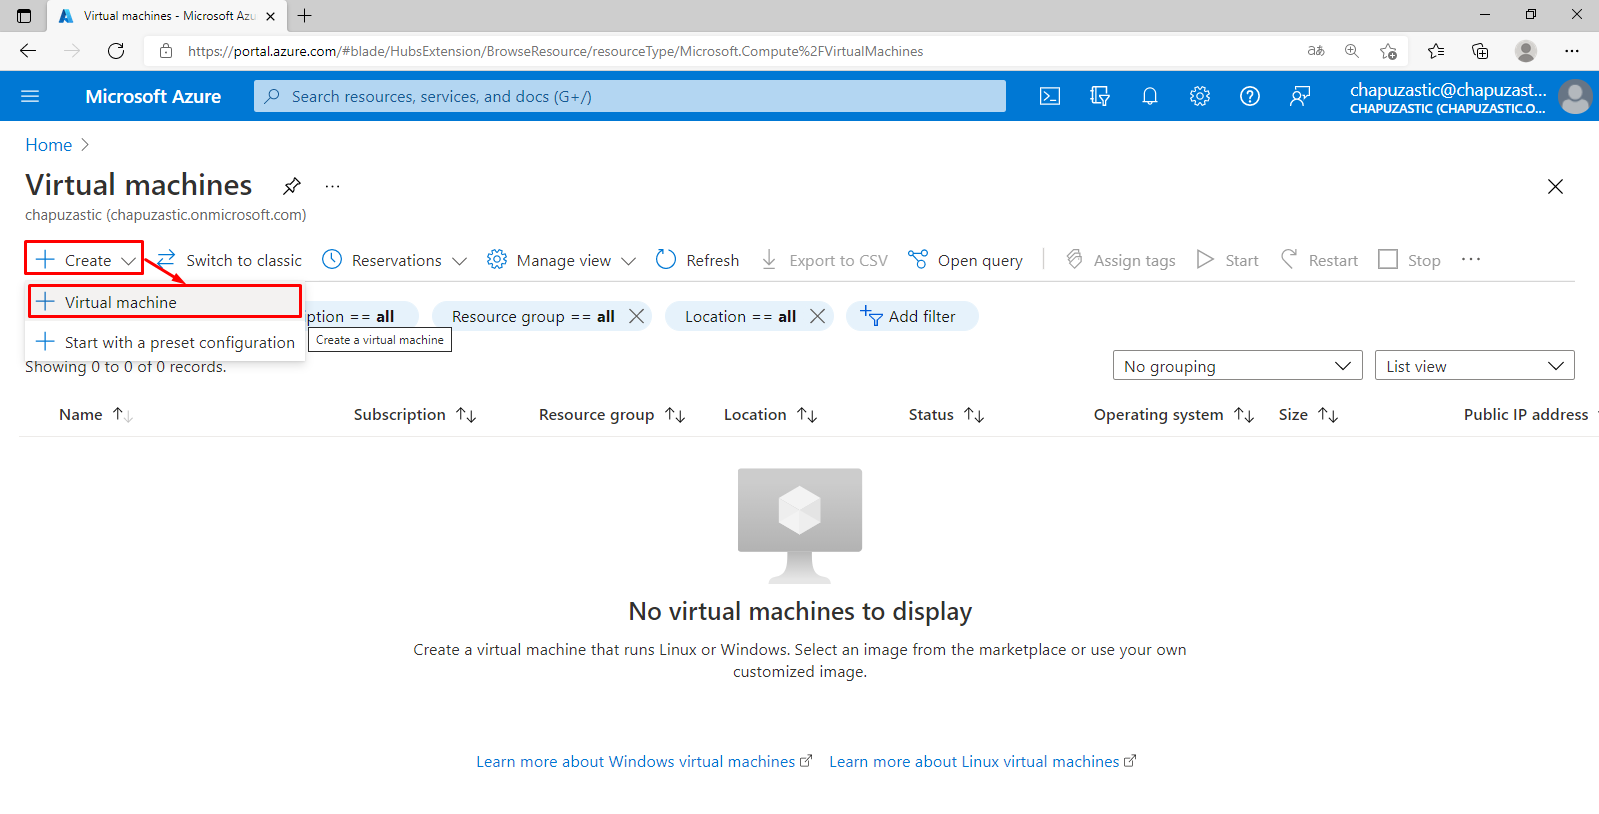 Virtual machines - Microsoft Azu
https://portal.azure.com/#blade/HubsExtension/BrowseResource/resourceType/Microsoft.Compute%2FVirtualMachines
aあ
Microsoft Azure
Search resources, services, and docs (G+/)
chapuzastic@chapuzast...
CHAPUZASTIC (CHAPUZASTIC.O...
Home
Virtual machines
...
chapuzastic (chapuzastic.onmicrosoft.com)
Create Switch to classic Reservations Manage view Refresh Export to CSV Open query Assign tags Start Restart Stop ...
Virtual machine
ption == all Resource group == all Location == all Add filter
Start with a preset configuration
Create a virtual machine
Showing 0 to 0 of 0 records.
No grouping List view
Name Subscription Resource group Location Status Operating system Size Public IP address
No virtual machines to display
Create a virtual machine that runs Linux or Windows. Select an image from the marketplace or use your own
customized image.
Learn more about Windows virtual machines Learn more about Linux virtual machines